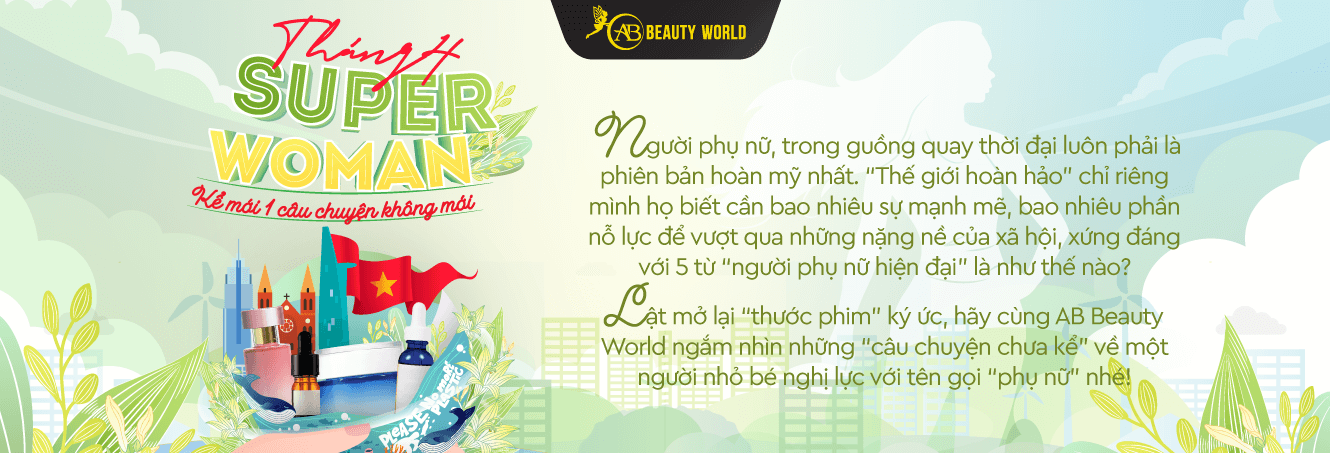 AB BEAUTY WORLD
Tháng 4
SUPER
WOMAN
Kể mãi 1 câu chuyện không mới
Người phụ nữ, trong guồng quay thời đại luôn phải là
phiên bản hoàn mỹ nhất. “Thế giới hoàn hảo” chỉ riêng
mình họ biết cần bao nhiêu sự mạnh mẽ, bao nhiêu phần
nỗ lực để vượt qua những nặng nề của xã hội, xứng đáng
với 5 từ “người phụ nữ hiện đại” là như thế nào?
Lật mở lại “thước phim” ký ức, hãy cùng AB Beauty
World ngắm nhìn những “câu chuyện chưa kể” về một
người nhỏ bé nghị lực với tên gọi “phụ nữ” nhé!
PLEASE
NO MORE
PLASTIC